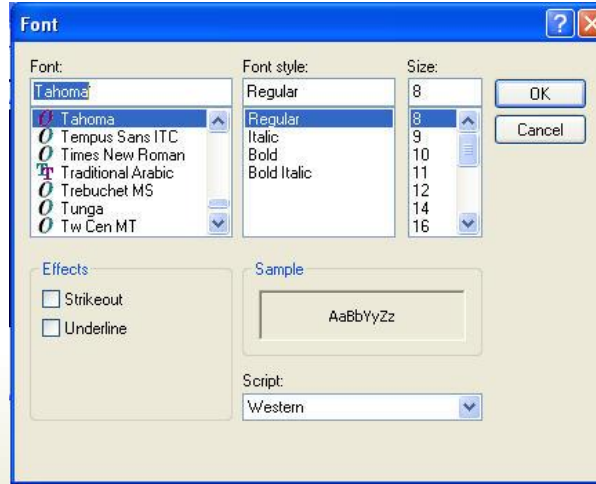 Font
Font:
Tahoma
Tahoma
Tempus Sans ITC
Times New Roman
Traditional Arabic
Trebuchet MS
Tunga
Tw Cen MT
Font style:
Regular
Regular
Italic
Bold
Bold Italic
Size:
8
8
9
10
11
12
14
16
OK
Cancel
Effects
Strikeout
Underline
Sample
AaBbYyZz
Script:
Western